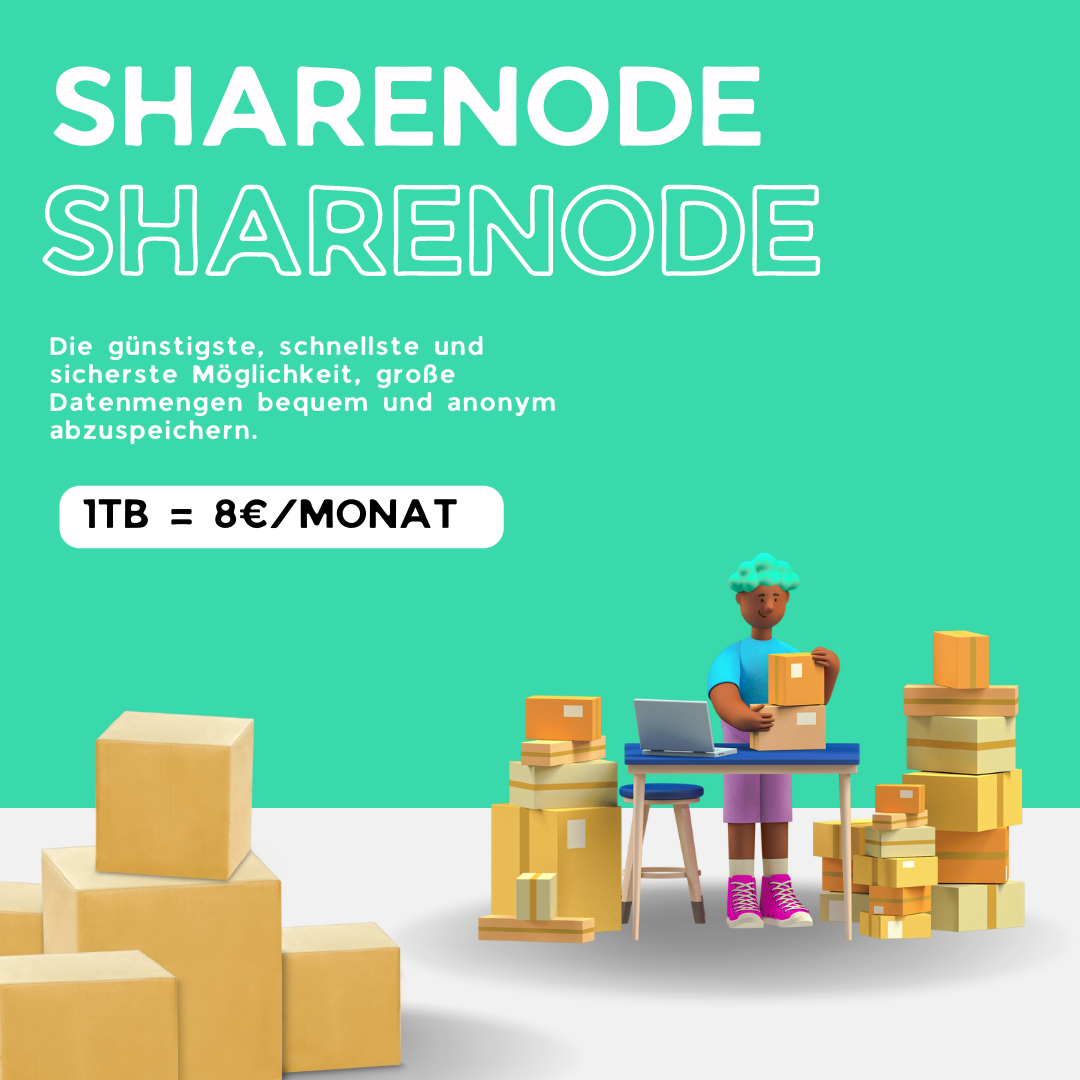 SHARENODE
SHARENODE
Die günstigste, schnellste und
sicherste Möglichkeit, große
Datenmengen bequem und anonym
abzuspeichern.
1TB = 8€/MONAT